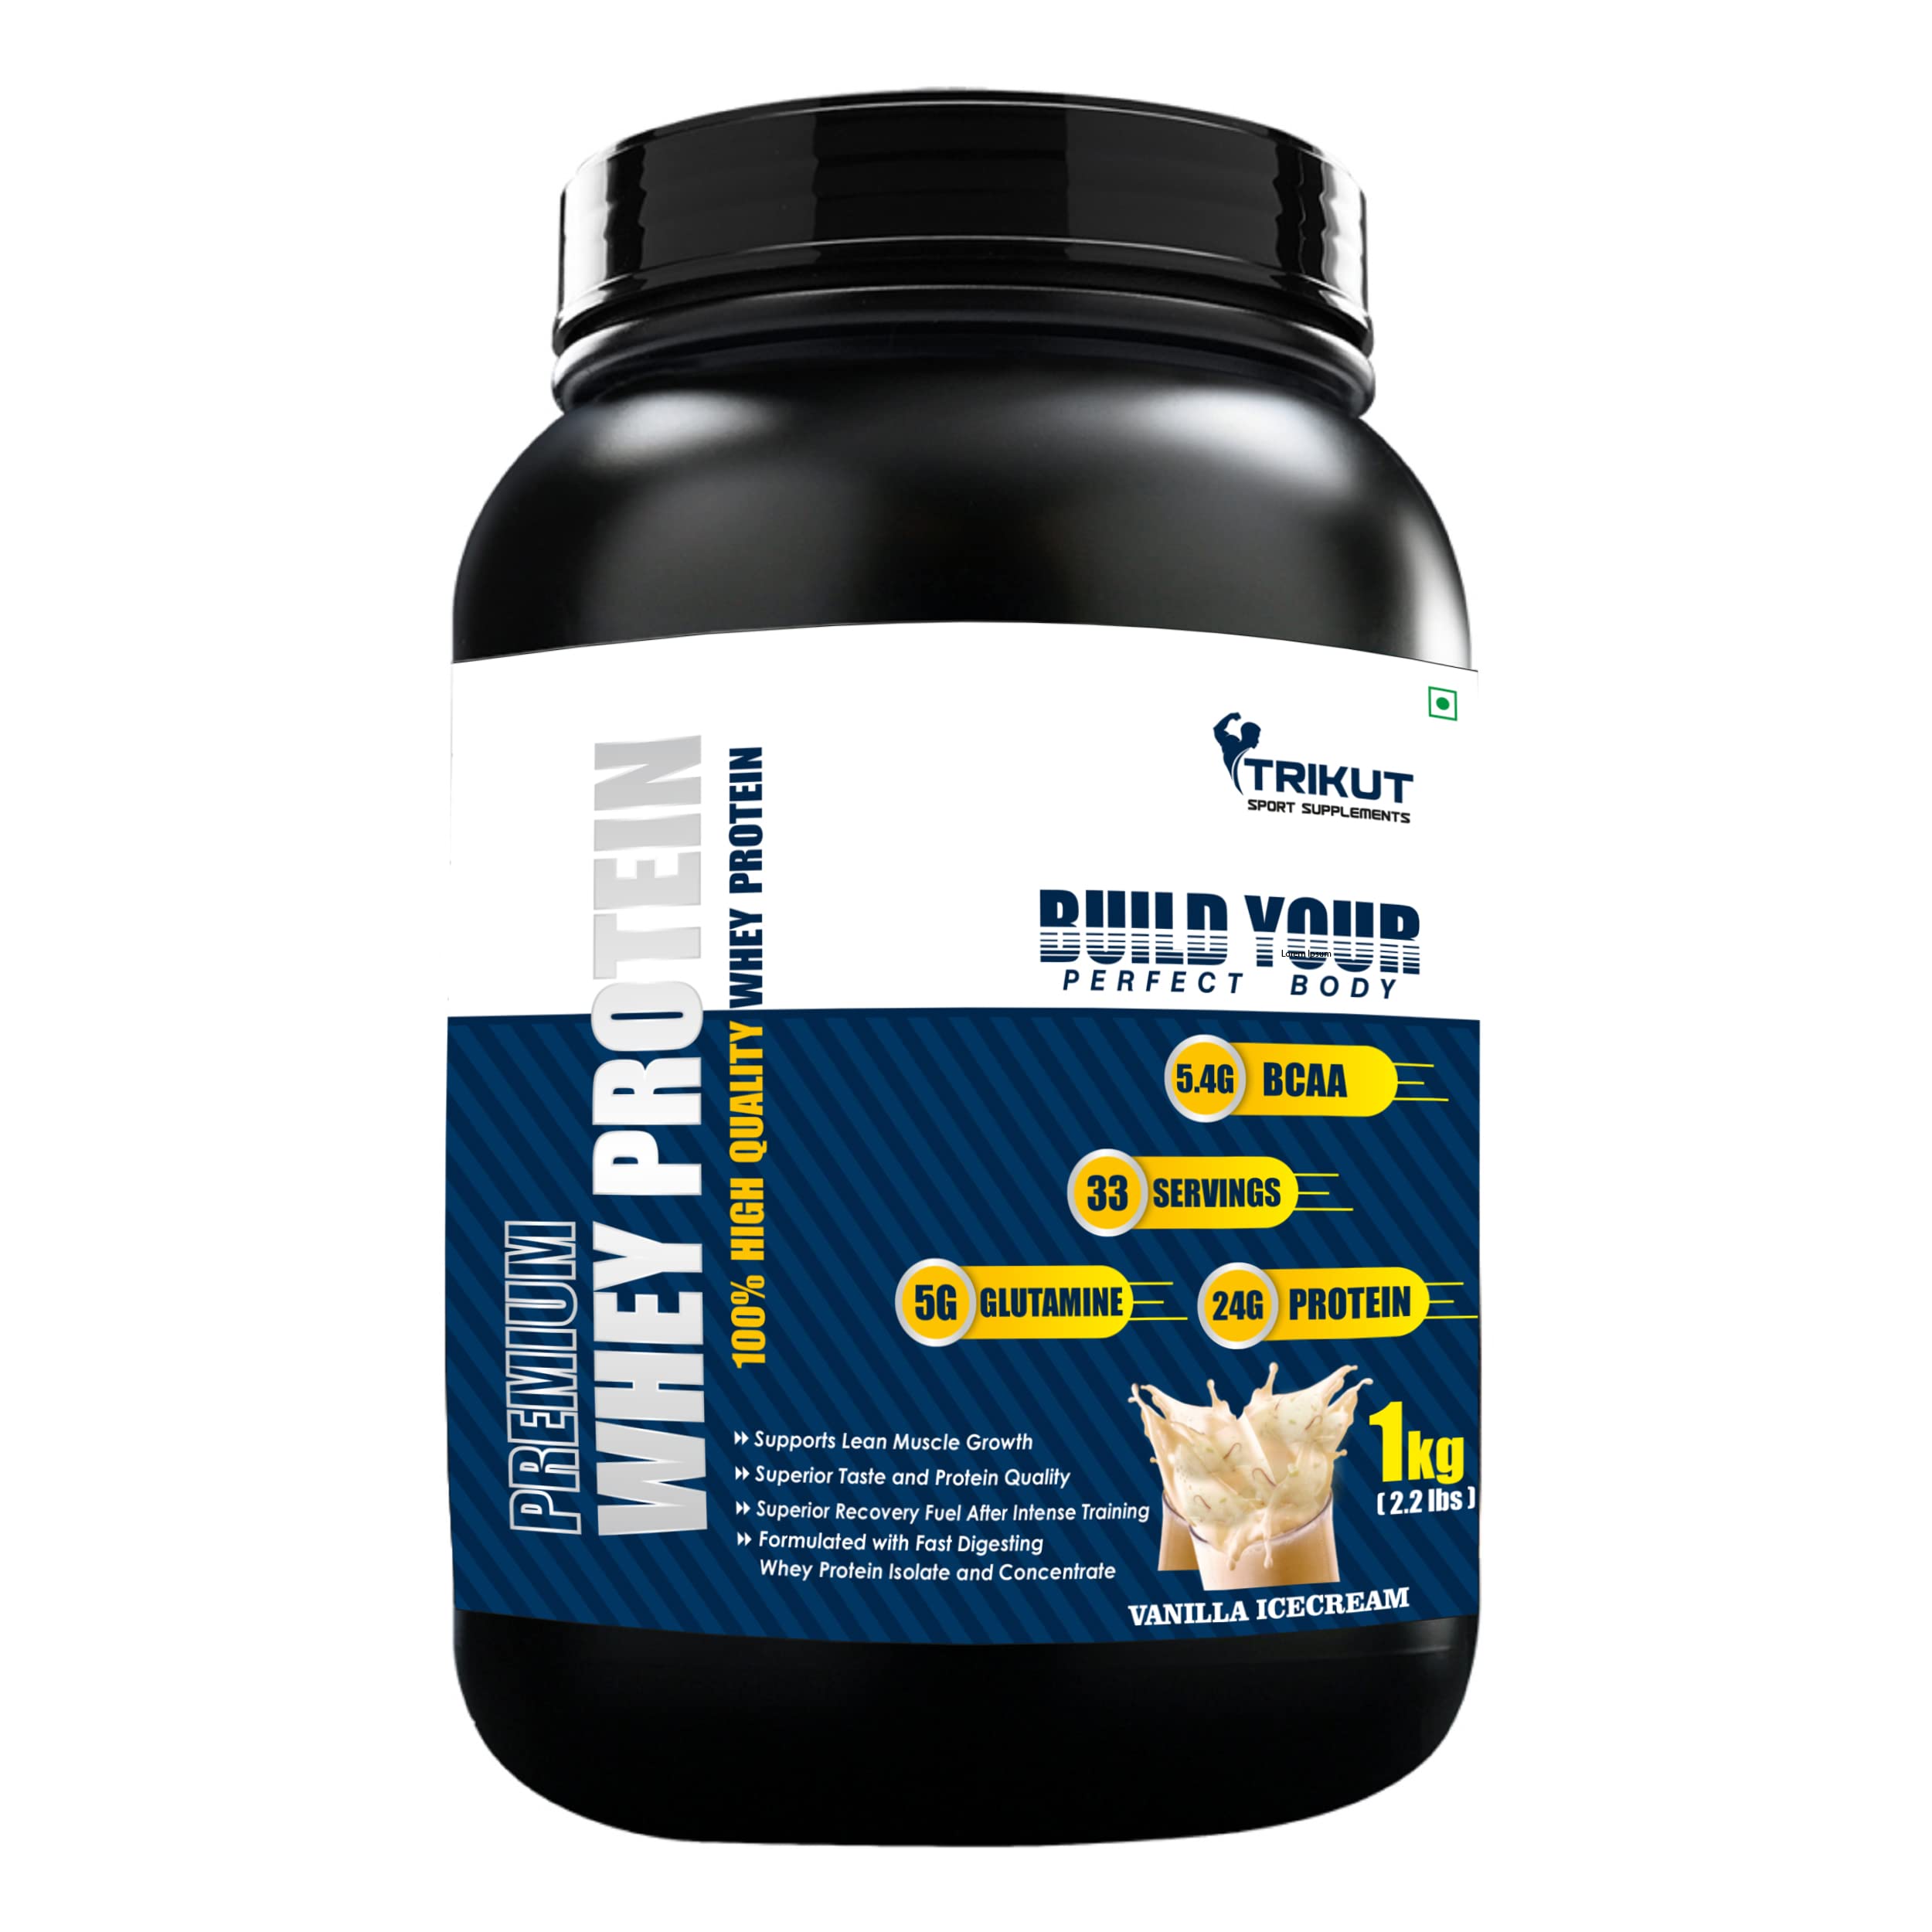 TRIKUT
SPORT SUPPLEMENTS
BUILD YOUR
Lorem Ipsum
PERFECT BODY
PREMIUM
WHEY PROTEIN
100% HIGH QUALITY WHEY PROTEIN
5.4G BCAA
33 SERVINGS
5G GLUTAMINE
24G PROTEIN
Supports Lean Muscle Growth
Superior Taste and Protein Quality
Superior Recovery Fuel After Intense Training
Formulated with Fast Digesting
Whey Protein Isolate and Concentrate
1kg
( 2.2 lbs )
VANILLA ICECREAM